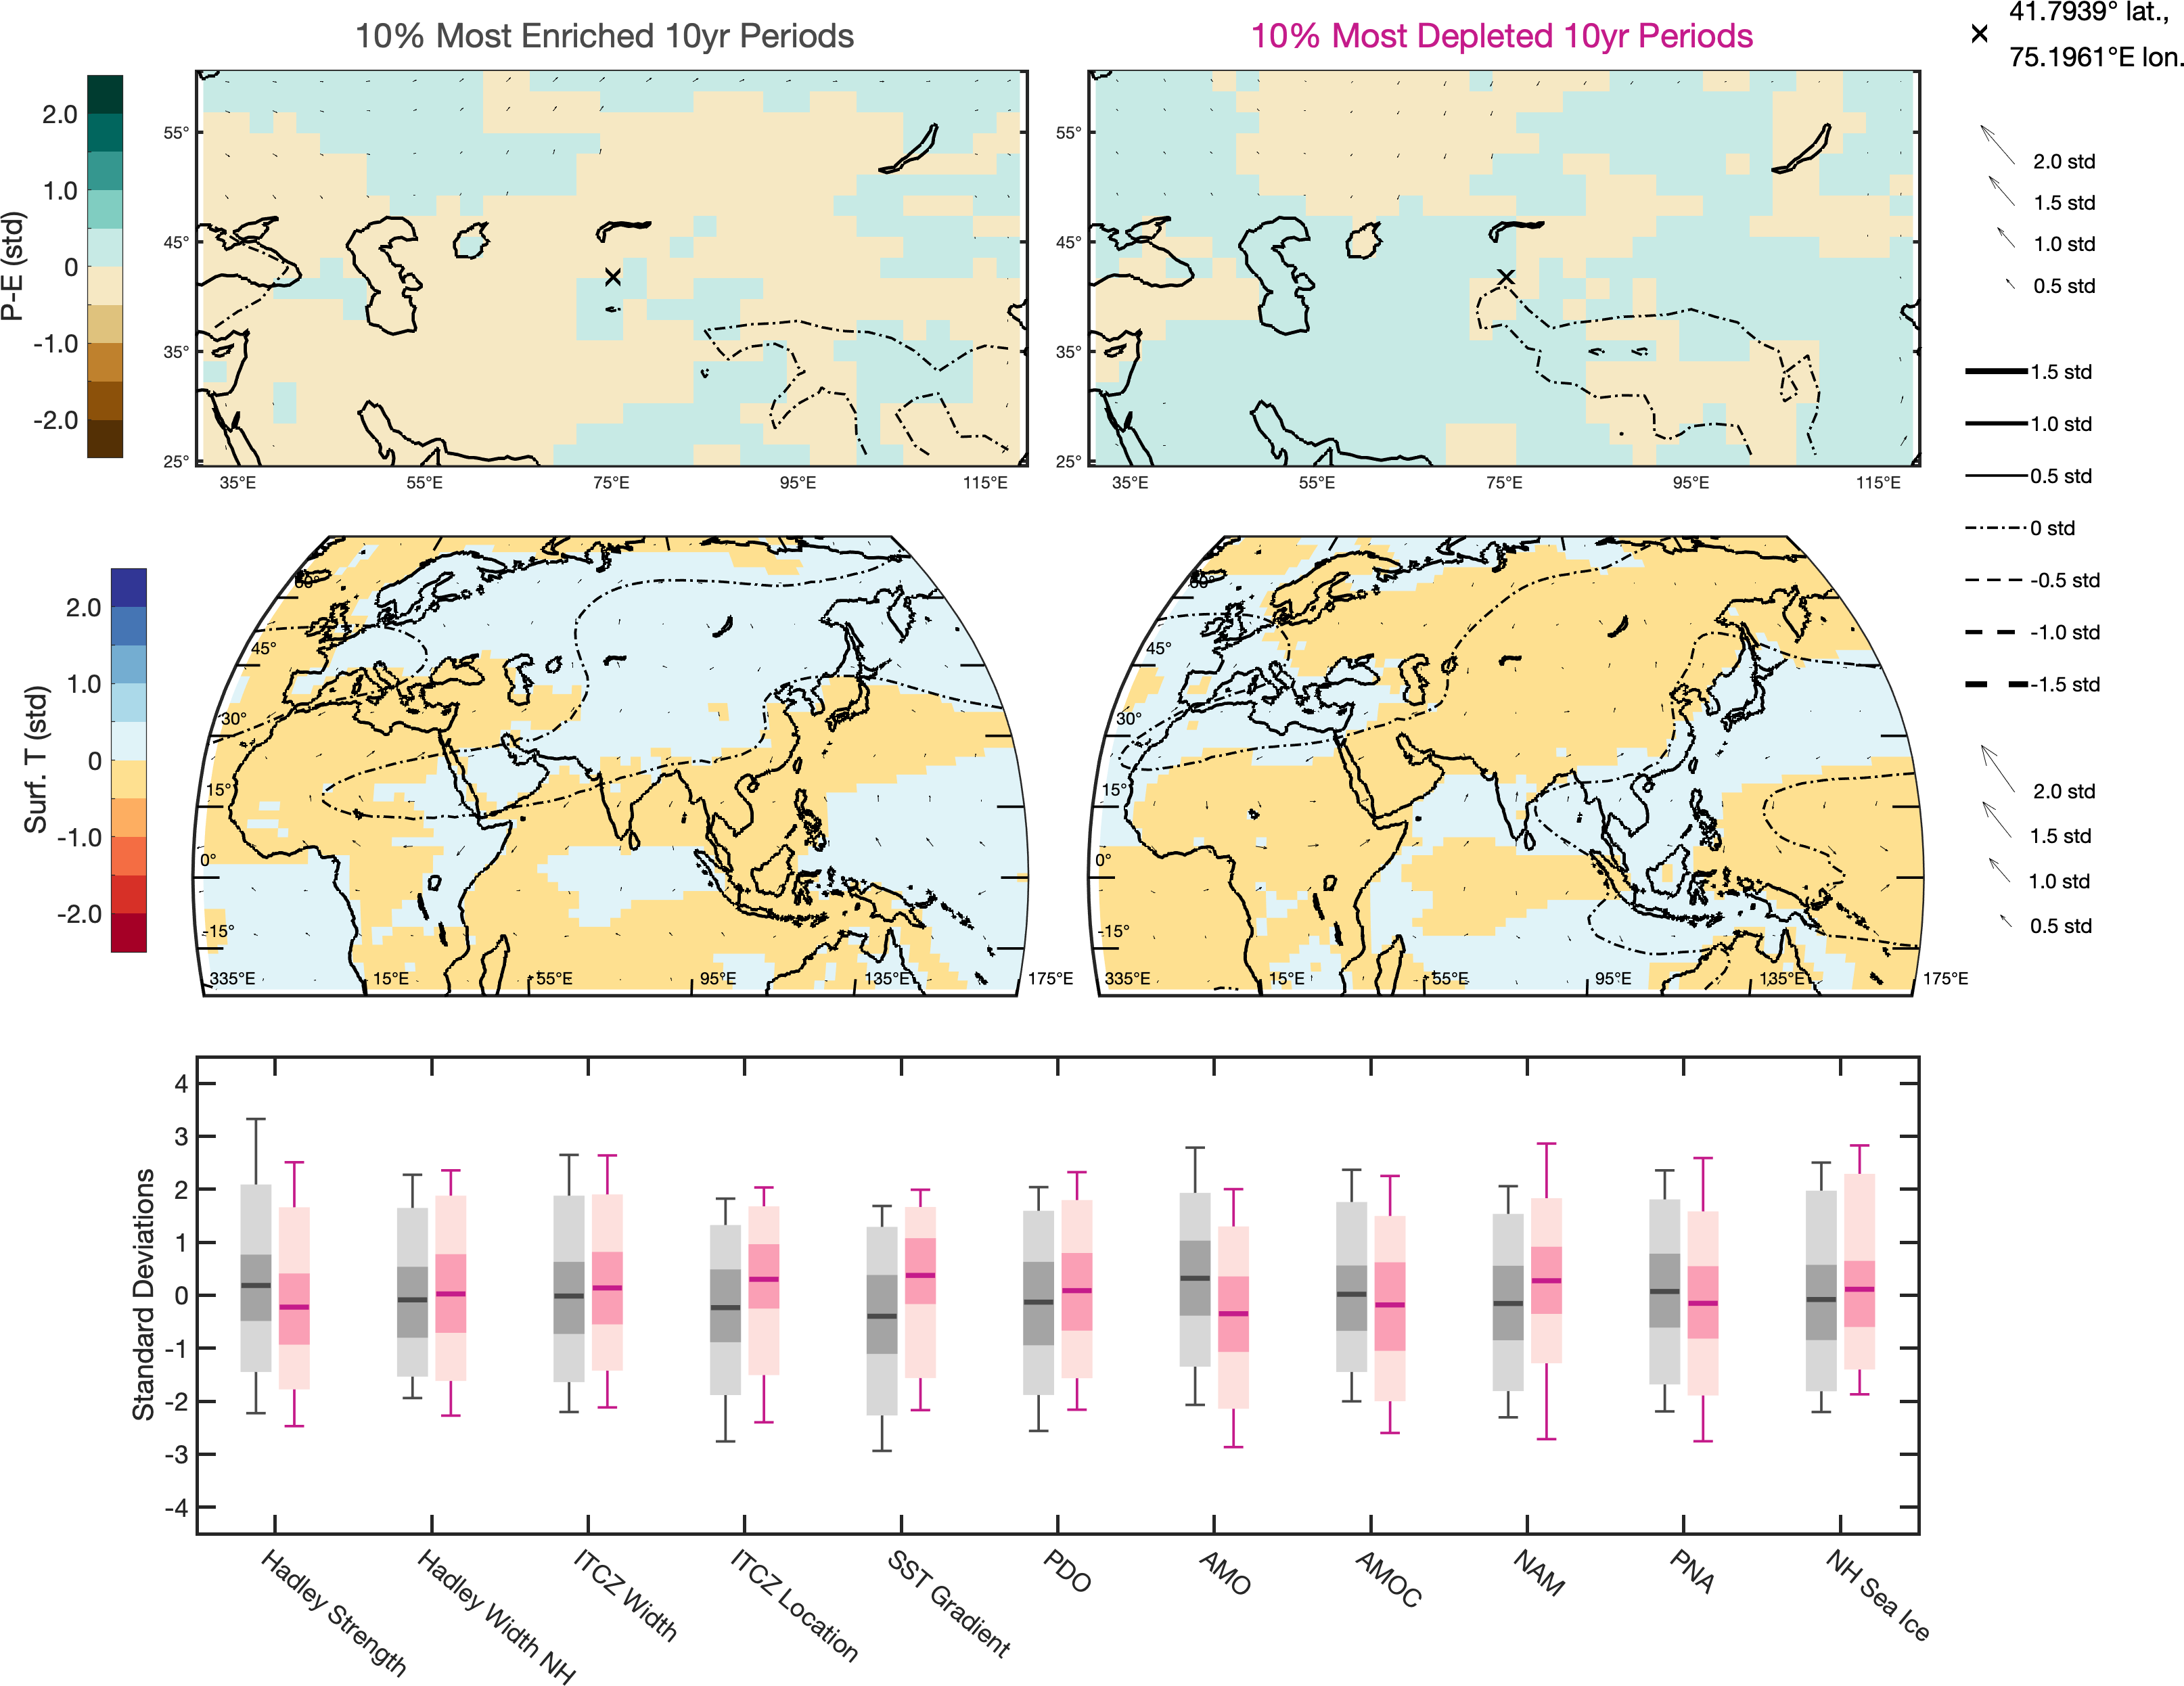 10% Most Enriched 10yr Periods
10% Most Depleted 10yr Periods
41.7939° lat.,
75.1961°E lon.
P-E (std)
2.0
1.0
0
-1.0
-2.0
55°
45°
35°
25°
35°E
55°E
75°E
95°E
115°E
55°
45°
35°
25°
35°E
55°E
75°E
95°E
115°E
2.0 std
1.5 std
1.0 std
0.5 std
1.5 std
1.0 std
0.5 std
0 std
-0.5 std
-1.0 std
-1.5 std
Surf. T (std)
2.0
1.0
0
-1.0
-2.0
60°
45°
30°
15°
0°
-15°
335°E
15°E
55°E
95°E
135°E
175°E
60°
45°
30°
15°
0°
-15°
335°E
15°E
55°E
95°E
135°E
175°E
2.0 std
1.5 std
1.0 std
0.5 std
Standard Deviations
4
3
2
1
0
-1
-2
-3
-4
Hadley Strength
Hadley Width NH
ITCZ Width
ITCZ Location
SST Gradient
PDO
AMO
AMOC
NAM
PNA
NH Sea Ice